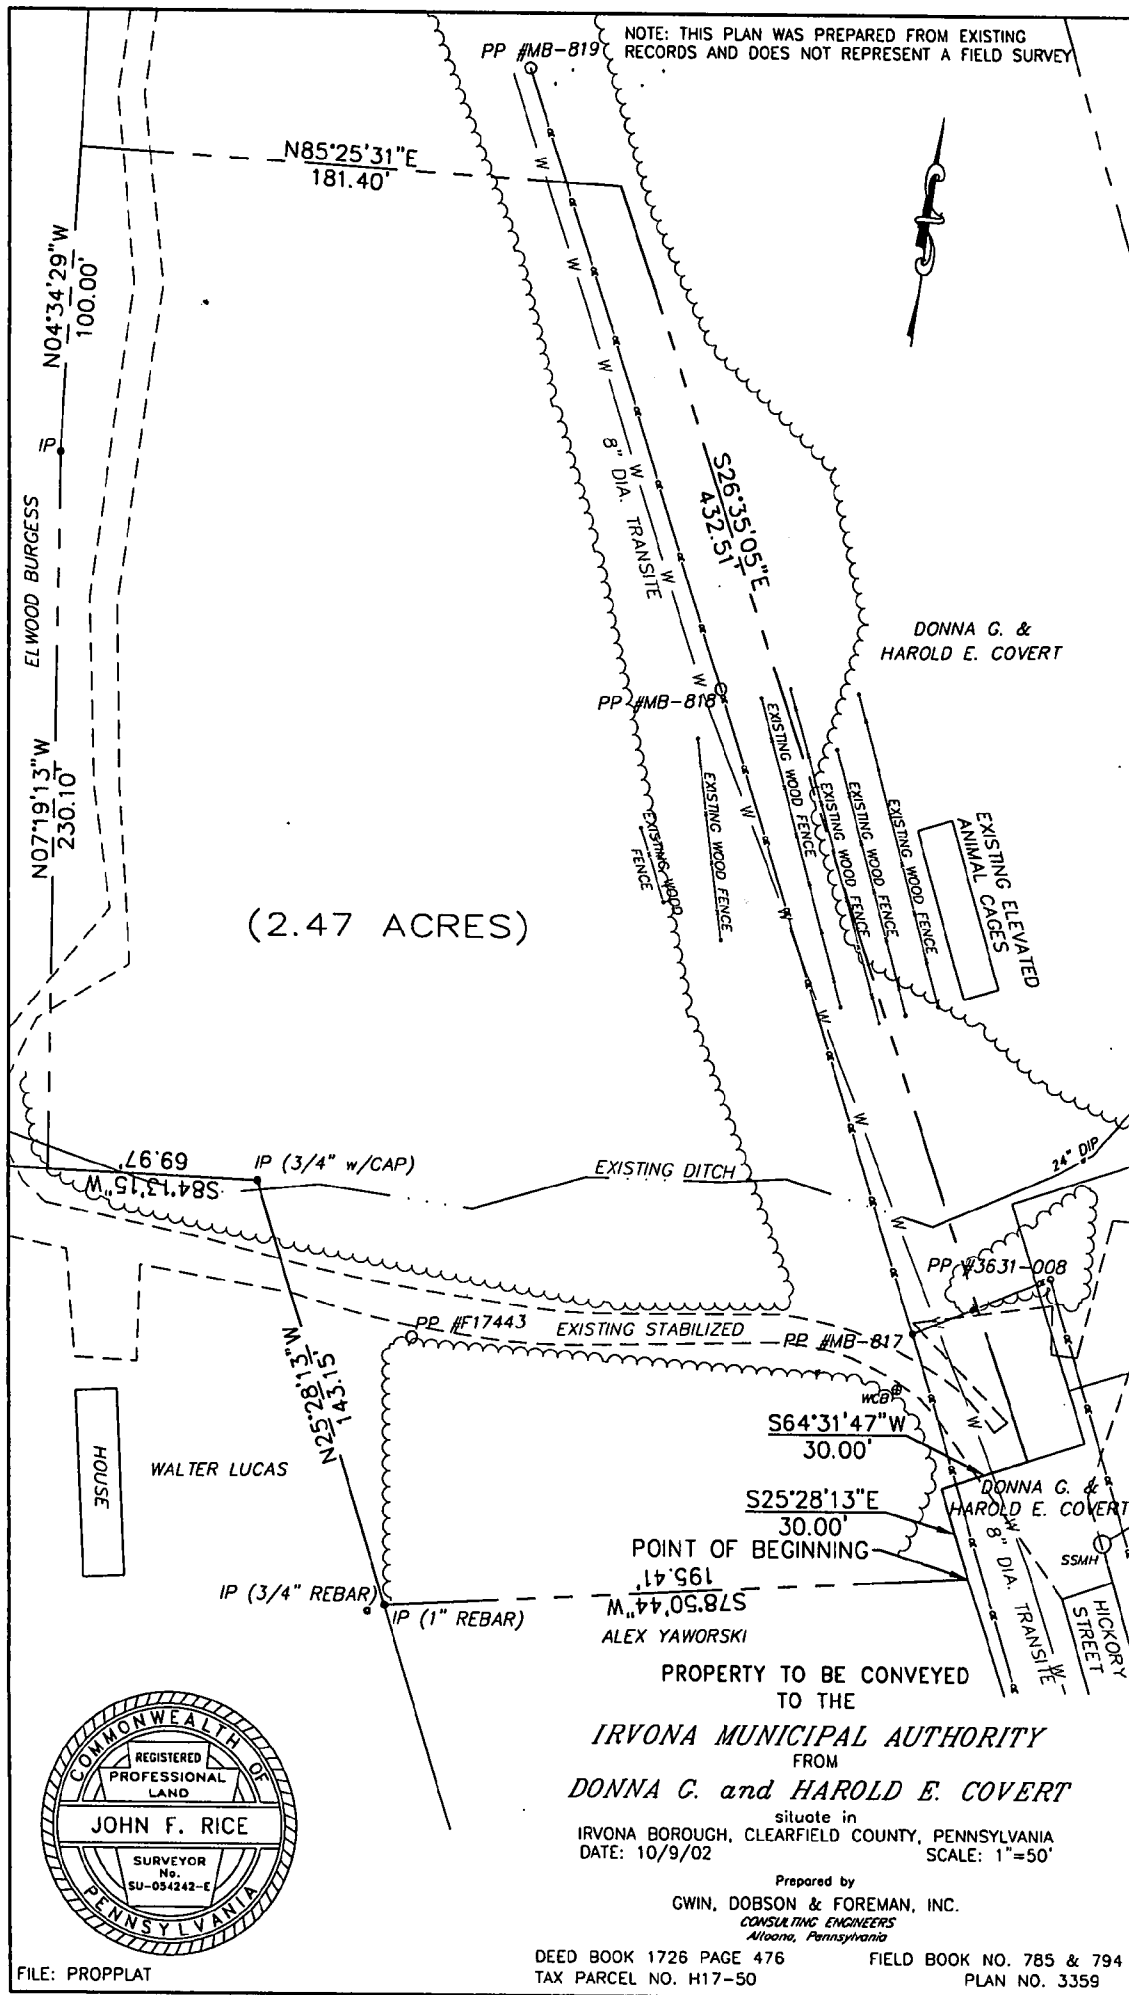 NOTE: THIS PLAN WAS PREPARED FROM EXISTING
RECORDS AND DOES NOT REPRESENT A FIELD SURVEY
PP #MB-819
N85°25'31"E
181.40'
N04°34'29"W
100.00'
IP
ELWOOD BURGESS
N07°19'13"W
230.10'
W
W
W
W
8" DIA. TRANSITE
W
W
W
S26°35'05"E
432.51'
DONNA G. &
HAROLD E. COVERT
PP #MB-818
EXISTING WOOD
FENCE
EXISTING WOOD FENCE
EXISTING WOOD FENCE
EXISTING WOOD FENCE
EXISTING WOOD FENCE
EXISTING WOOD FENCE
EXISTING ELEVATED
ANIMAL CAGES
(2.47 ACRES)
W
W
W
W
W
24" DIP
S84°13'15"W
69.97'
IP (3/4" w/CAP)
EXISTING DITCH
PP #3631-008
PP #F17443
EXISTING STABILIZED
PP #MB-817
N25°28'13"W
143.15'
WCB
W
S64°31'47"W
30.00'
HOUSE
WALTER LUCAS
DONNA G. &
HAROLD E. COVERT
S25°28'13"E
30.00'
W
8" DIA. TRANSITE
W
SSMH
POINT OF BEGINNING
S78°50'44"W
195.41'
IP (3/4" REBAR)
IP (1" REBAR)
ALEX YAWORSKI
HICKORY
STREET
PROPERTY TO BE CONVEYED
TO THE
IRVONA MUNICIPAL AUTHORITY
FROM
DONNA G. and HAROLD E. COVERT
situate in
IRVONA BOROUGH, CLEARFIELD COUNTY, PENNSYLVANIA
DATE: 10/9/02 SCALE: 1"=50'
Prepared by
GWIN, DOBSON & FOREMAN, INC.
CONSULTING ENGINEERS
Altoona, Pennsylvania
DEED BOOK 1726 PAGE 476 FIELD BOOK NO. 785 & 794
TAX PARCEL NO. H17-50 PLAN NO. 3359
COMMONWEALTH OF
REGISTERED
PROFESSIONAL
LAND
JOHN F. RICE
SURVEYOR
No.
SU-054242-E
PENNSYLVANIA
FILE: PROPPLAT